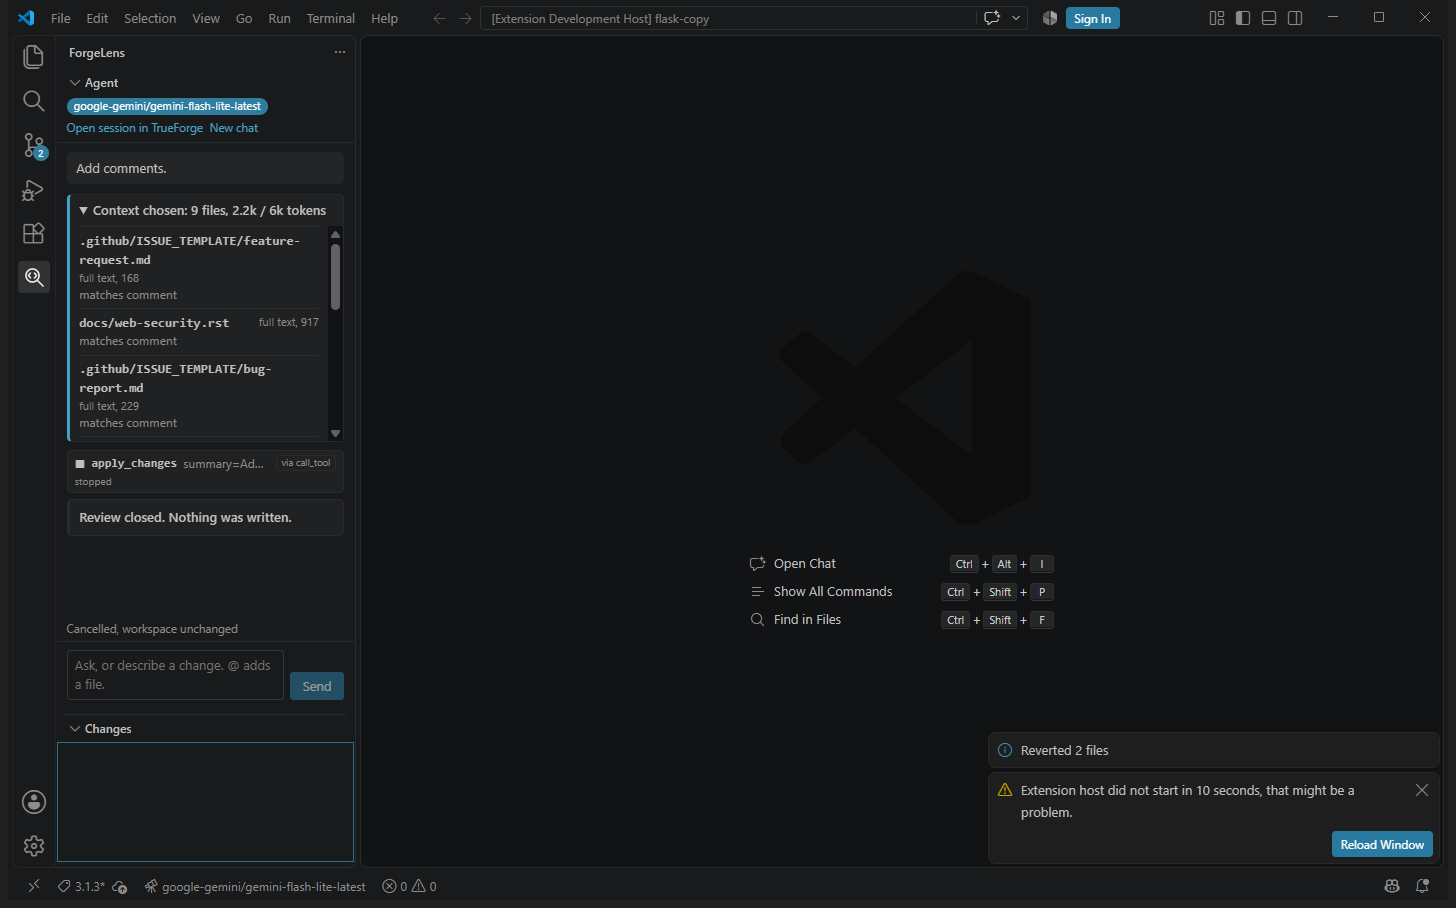 File Edit Selection View Go Run Terminal Help
[Extension Development Host] flask-copy
Sign In
ForgeLens
Agent
google-gemini/gemini-flash-lite-latest
Open session in TrueForge New chat
2
Add comments.
Context chosen: 9 files, 2.2k / 6k tokens
.github/ISSUE_TEMPLATE/feature-
request.md
full text, 168
matches comment
docs/web-security.rst full text, 917
matches comment
.github/ISSUE_TEMPLATE/bug-
report.md
full text, 229
matches comment
apply_changes summary=Ad... via call_tool
stopped
Review closed. Nothing was written.
Cancelled, workspace unchanged
Ask, or describe a change. @ adds
a file.
Send
Changes
Open Chat Ctrl + Alt + I
Show All Commands Ctrl + Shift + P
Find in Files Ctrl + Shift + F
Reverted 2 files
Extension host did not start in 10 seconds, that might be a
problem.
Reload Window
3.1.3* google-gemini/gemini-flash-lite-latest 0 0